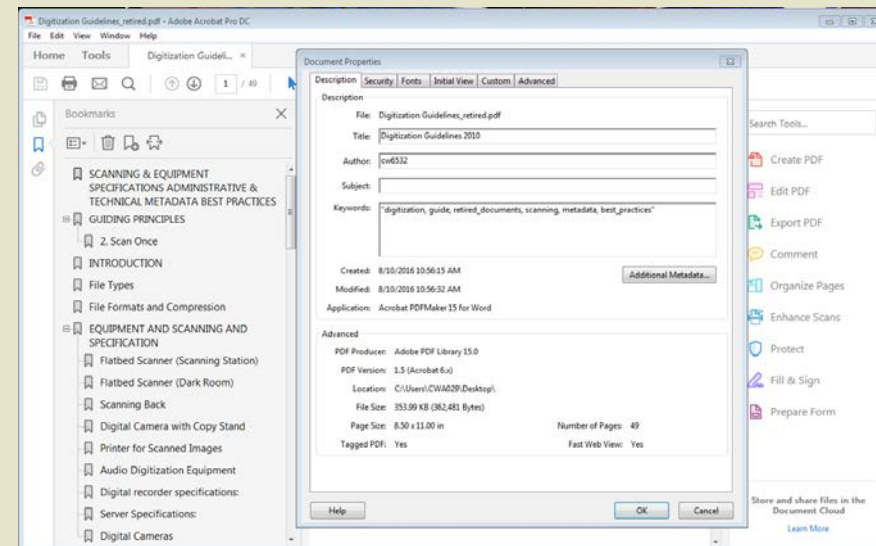 Digitization Guidelines_retired.pdf - Adobe Acrobat Pro DC
File Edit View Window Help
Home Tools Digitization Guideli... ×
1 / 49
Bookmarks
SCANNING & EQUIPMENT
SPECIFICATIONS ADMINISTRATIVE &
TECHNICAL METADATA BEST PRACTICES
GUIDING PRINCIPLES
2. Scan Once
INTRODUCTION
File Types
File Formats and Compression
EQUIPMENT AND SCANNING AND
SPECIFICATION
Flatbed Scanner (Scanning Station)
Flatbed Scanner (Dark Room)
Scanning Back
Digital Camera with Copy Stand
Printer for Scanned Images
Audio Digitization Equipment
Digital recorder specifications:
Server Specifications:
Digital Cameras
Document Properties
Description Security Fonts Initial View Custom Advanced
Description
File: Digitization Guidelines_retired.pdf
Title: Digitization Guidelines 2010
Author: cw6532
Subject:
Keywords: "digitization, guide, retired_documents, scanning, metadata, best_practices"
Created: 8/10/2016 10:56:15 AM
Additional Metadata...
Modified: 8/10/2016 10:56:32 AM
Application: Acrobat PDFMaker 15 for Word
Advanced
PDF Producer: Adobe PDF Library 15.0
PDF Version: 1.5 (Acrobat 6.x)
Location: C:\Users\CWA029\Desktop\
File Size: 353.99 KB (362,481 Bytes)
Page Size: 8.50 x 11.00 in Number of Pages: 49
Tagged PDF: Yes Fast Web View: Yes
Help OK Cancel
Search Tools...
Create PDF
Edit PDF
Export PDF
Comment
Organize Pages
Enhance Scans
Protect
Fill & Sign
Prepare Form
Store and share files in the
Document Cloud
Learn More